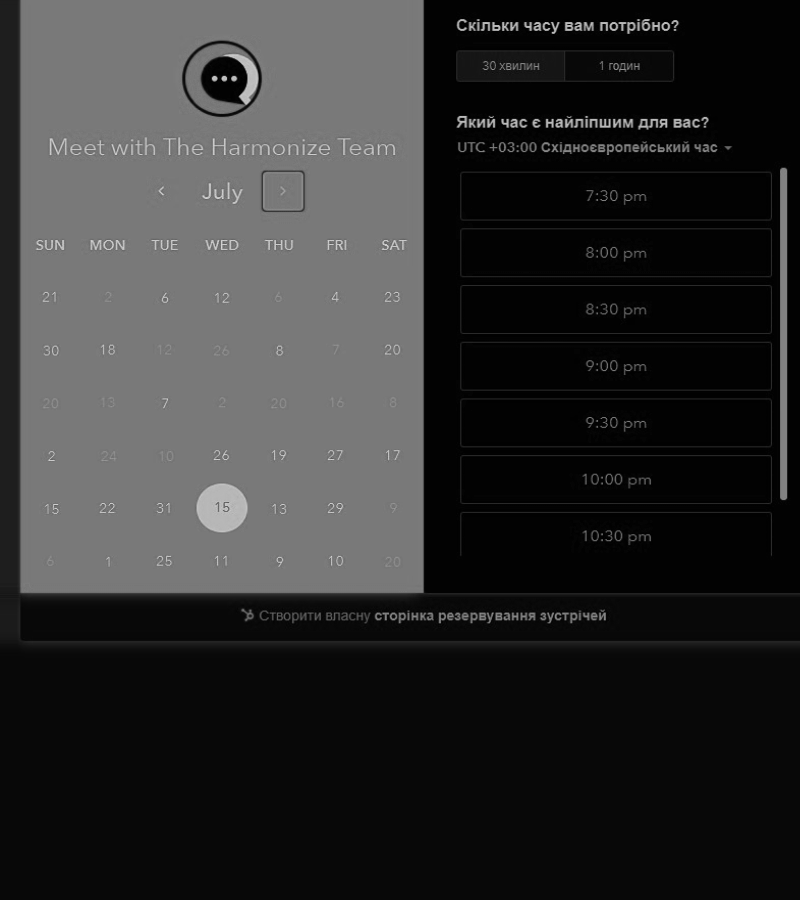 Meet with The Harmonize Team
July
SUN MON TUE WED THU FRI SAT
21 2 6 12 6 4 23
30 18 12 26 8 7 20
20 13 7 2 20 16 8
2 24 10 26 19 27 17
15 22 31 15 13 29 9
6 1 25 11 9 10 20
Скільки часу вам потрібно?
30 хвилин 1 годин
Який час є найліпшим для вас?
UTC +03:00 Східноєвропейський час
7:30 pm
8:00 pm
8:30 pm
9:00 pm
9:30 pm
10:00 pm
10:30 pm
Створити власну сторінка резервування зустрічей